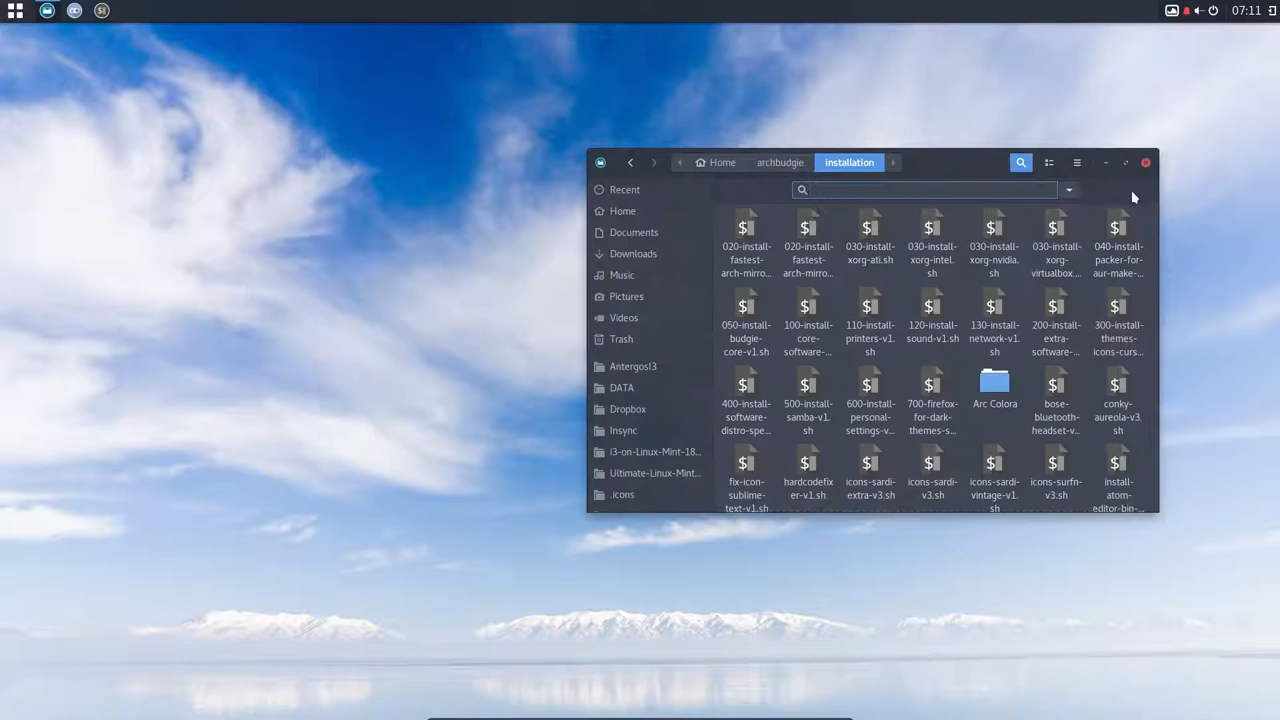 07:11
Home
archbudgie
installation
Recent
Home
Documents
Downloads
Music
Pictures
Videos
Trash
Antergosi3
DATA
Dropbox
Insync
i3-on-Linux-Mint-18...
Ultimate-Linux-Mint...
.icons
020-install-
fastest-
arch-mirro...
020-install-
fastest-
arch-mirro...
030-install-
xorg-ati.sh
030-install-
xorg-intel.
sh
030-install-
xorg-nvidia.
sh
030-install-
xorg-
virtualbox....
040-install-
packer-for-
aur-make-...
050-install-
budgie-
core-v1.sh
100-install-
core-
software-...
110-install-
printers-v1.
sh
120-install-
sound-v1.sh
130-install-
network-v1.
sh
200-install-
extra-
software-...
300-install-
themes-
icons-curs...
400-install-
software-
distro-spe...
500-install-
samba-v1.
sh
600-install-
personal-
settings-v...
700-firefox-
for-dark-
themes-s...
Arc Colora
bose-
bluetooth-
headset-v...
conky-
aureola-v3.
sh
fix-icon-
sublime-
text-v1.sh
hardcodefix
er-v1.sh
icons-sardi-
extra-v3.sh
icons-sardi-
v3.sh
icons-sardi-
vintage-v1.
sh
icons-surfn-
v3.sh
install-
atom-
editor-bin-...